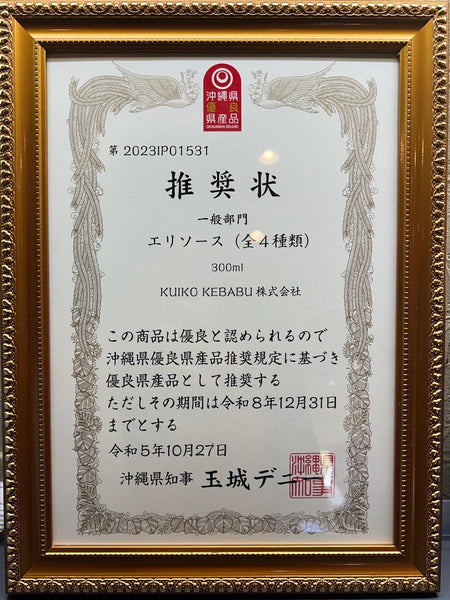 沖縄県
優良
県産品
OKINAWA BRAND
第 2023IP01531
推奨状
一般部門
エリソース（全４種類）
300ml
KUIKO KEBABU 株式会社
この商品は優良と認められるので
沖縄県優良県産品推奨規定に基づき
優良県産品として推奨する
ただしその期間は令和8年12月31日
までとする
令和5年10月27日
沖縄県知事 玉城デニー
沖縄県
知事